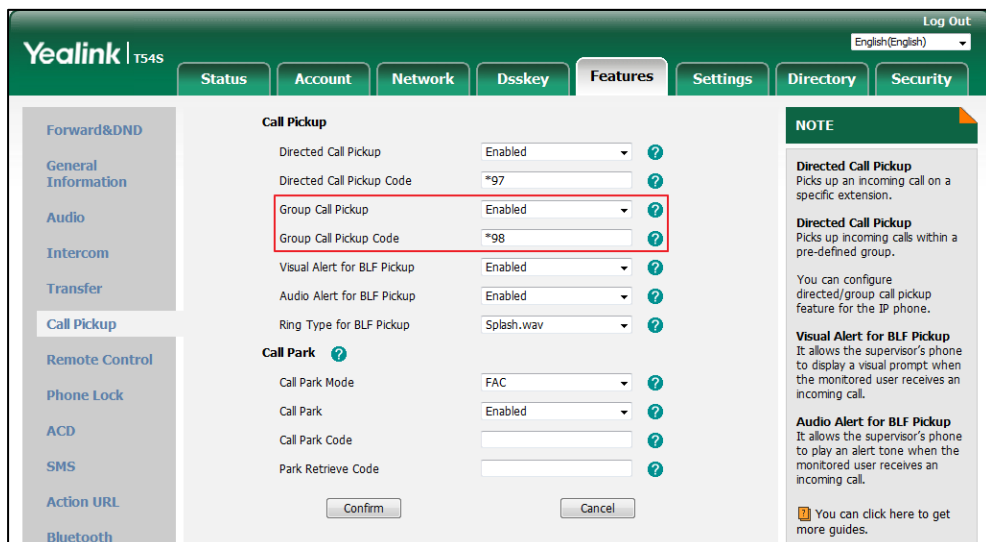 Log Out
English(English)
Yealink | T54S
Status Account Network Dsskey Features Settings Directory Security
Forward&DND
General
Information
Audio
Intercom
Transfer
Call Pickup
Remote Control
Phone Lock
ACD
SMS
Action URL
Bluetooth
Call Pickup
Directed Call Pickup Enabled
Directed Call Pickup Code *97
Group Call Pickup Enabled
Group Call Pickup Code *98
Visual Alert for BLF Pickup Enabled
Audio Alert for BLF Pickup Enabled
Ring Type for BLF Pickup Splash.wav
Call Park
Call Park Mode FAC
Call Park Enabled
Call Park Code
Park Retrieve Code
Confirm Cancel
NOTE
Directed Call Pickup
Picks up an incoming call on a
specific extension.
Directed Call Pickup
Picks up incoming calls within a
pre-defined group.
You can configure
directed/group call pickup
feature for the IP phone.
Visual Alert for BLF Pickup
It allows the supervisor's phone
to display a visual prompt when
the monitored user receives an
incoming call.
Audio Alert for BLF Pickup
It allows the supervisor's phone
to play an alert tone when the
monitored user receives an
incoming call.
You can click here to get
more guides.